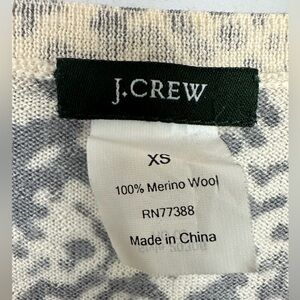 J.CREW
XS
100% Merino Wool
RN77388
Made in China